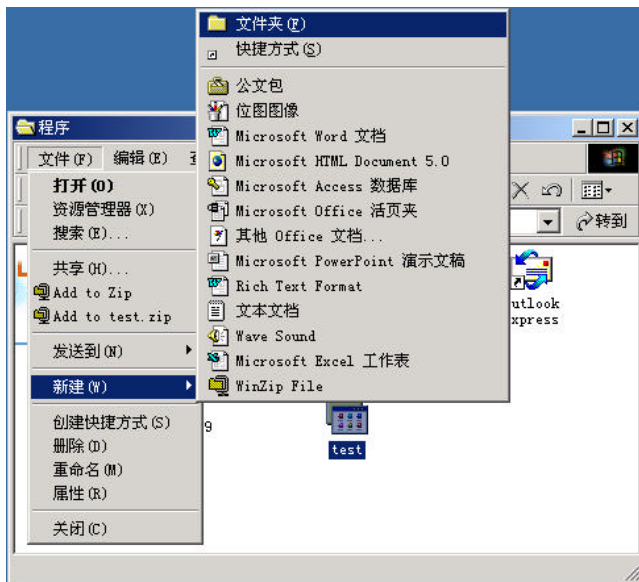 文件夹(F)
快捷方式(S)
公文包
位图图像
Microsoft Word 文档
Microsoft HTML Document 5.0
Microsoft Access 数据库
Microsoft Office 活页夹
其他 Office 文档...
Microsoft PowerPoint 演示文稿
Rich Text Format
文本文档
Wave Sound
Microsoft Excel 工作表
WinZip File
程序
文件(F) 编辑(E)
转到
打开(O)
资源管理器(X)
搜索(E)...
共享(H)...
Add to Zip
Add to test.zip
发送到(N)
新建(W)
创建快捷方式(S)
删除(D)
重命名(M)
属性(R)
关闭(C)
utlook
xpress
9
test